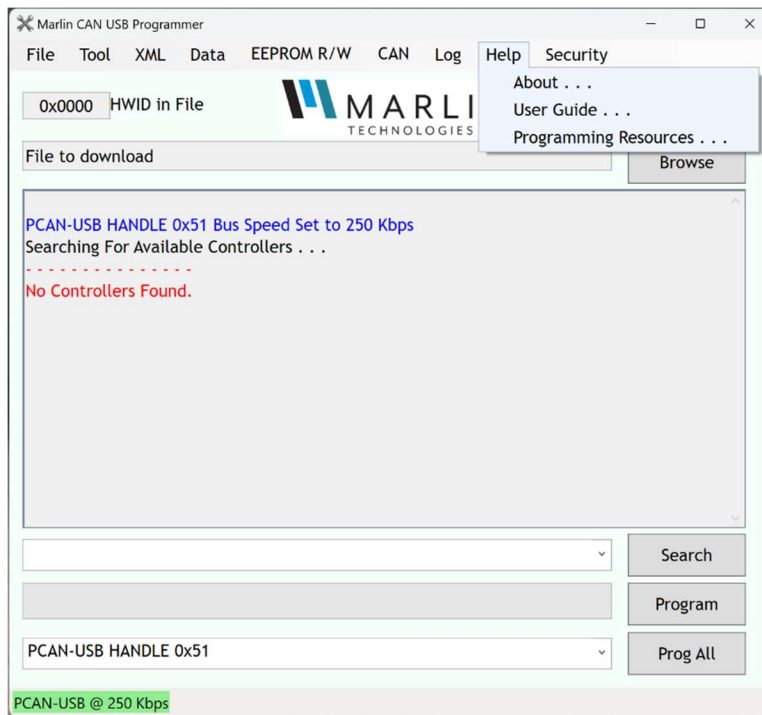 Marlin CAN USB Programmer
File Tool XML Data EEPROM R/W CAN Log Help Security
About . . .
User Guide . . .
Programming Resources . . .
0x0000 HWID in File
MARLI
TECHNOLOGIES
File to download
Browse
PCAN-USB HANDLE 0x51 Bus Speed Set to 250 Kbps
Searching For Available Controllers . . .
- - - - - - - - - - - - - - -
No Controllers Found.
Search
Program
PCAN-USB HANDLE 0x51
Prog All
PCAN-USB @ 250 Kbps